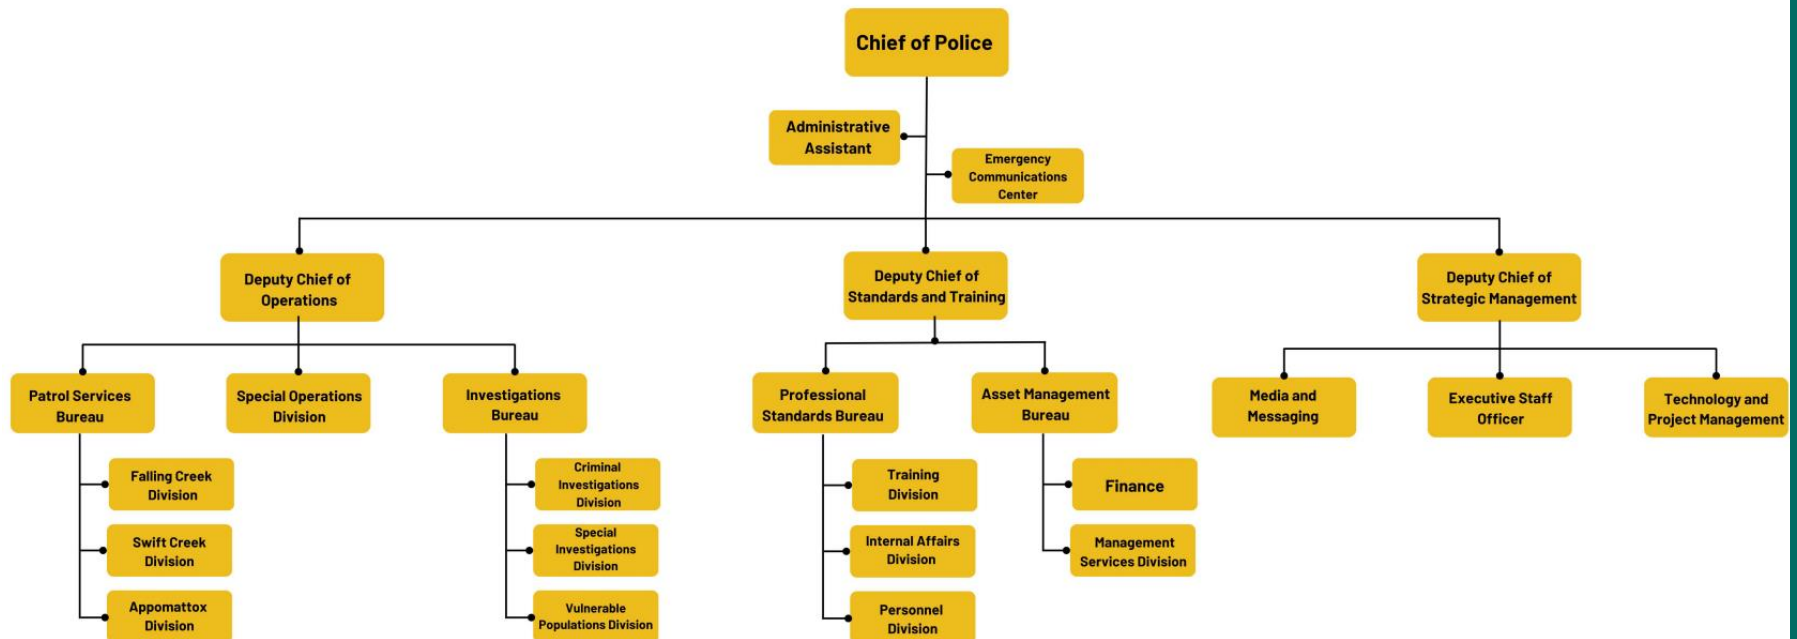 Chief of Police
Administrative
Assistant
Emergency
Communications
Center
Deputy Chief of
Operations
Deputy Chief of
Standards and Training
Deputy Chief of
Strategic Management
Patrol Services
Bureau
Special Operations
Division
Investigations
Bureau
Professional
Standards Bureau
Asset Management
Bureau
Media and
Messaging
Executive Staff
Officer
Technology and
Project Management
Falling Creek
Division
Swift Creek
Division
Appomattox
Division
Criminal
Investigations
Division
Special
Investigations
Division
Vulnerable
Populations Division
Training
Division
Internal Affairs
Division
Personnel
Division
Finance
Management
Services Division